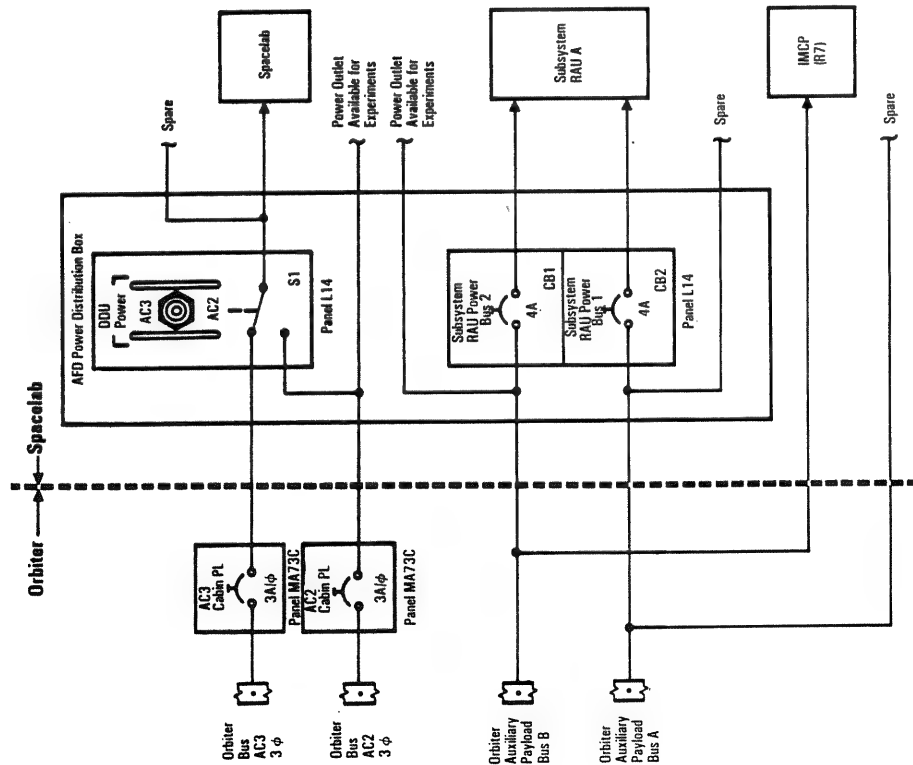 Orbiter
Spacelab
AFD Power Distribution Box
DDU
Power
AC3
AC2
S1
Panel L14
Spare
Spacelab
Power Outlet
Available for
Experiments
Power Outlet
Available for
Experiments
Orbiter
Bus
AC3
3 ϕ
AC3
Cabin PL
3A/ϕ
Panel MA73C
Orbiter
Bus
AC2
3 ϕ
AC2
Cabin PL
3A/ϕ
Panel MA73C
Orbiter
Auxiliary
Payload
Bus B
Subsystem
RAU Power
Bus 2
4A
CB1
Subsystem
RAU A
Orbiter
Auxiliary
Payload
Bus A
Subsystem
RAU Power
Bus 1
4A
CB2
Panel L14
Spare
IMCP
(R7)
Spare